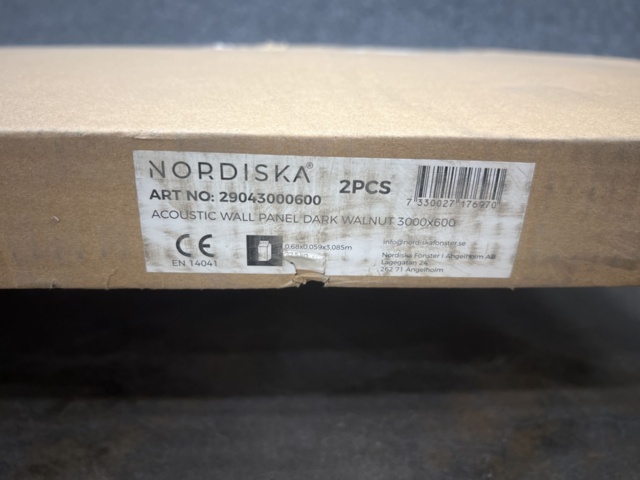 NORDISKA®
2PCS
7 330027 176970
ART NO: 29043000600
ACOUSTIC WALL PANEL DARK WALNUT 3000x600
CE
EN 14041
0.68x0.059x3.085m
info@nordiskafonster.se
Nordiska Fönster i Ängelholm AB
Lagegatan 24
262 71 Ängelholm